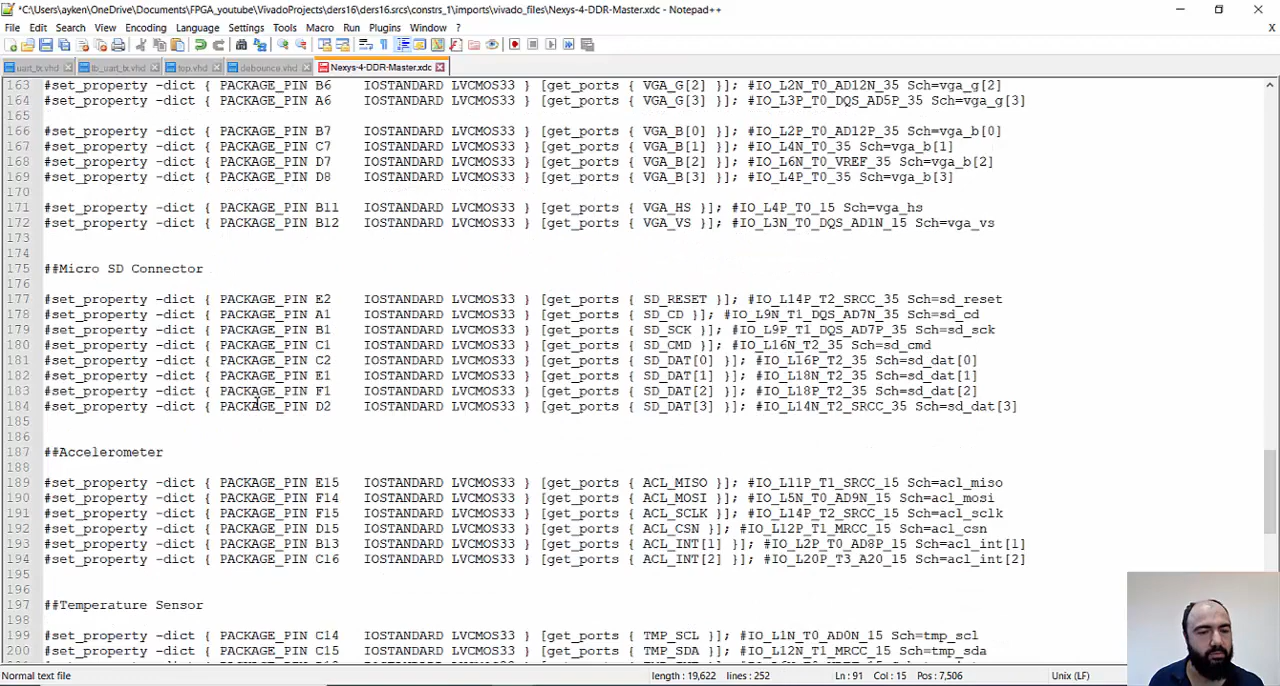 *C:\Users\ayken\OneDrive\Documents\FPGA_youtube\VivadoProjects\ders16\ders16.srcs\constrs_1\imports\vivado_files\Nexys-4-DDR-Master.xdc - Notepad++
File Edit Search View Encoding Language Settings Tools Macro Run Plugins Window ? X
uart_tx.vhd tb_uart_tx.vhd top.vhd debounce.vhd Nexys-4-DDR-Master.xdc
163 #set_property -dict { PACKAGE_PIN B6 IOSTANDARD LVCMOS33 } [get_ports { VGA_G[2] }]; #IO_L2N_T0_AD12N_35 Sch=vga_g[2]
164 #set_property -dict { PACKAGE_PIN A6 IOSTANDARD LVCMOS33 } [get_ports { VGA_G[3] }]; #IO_L3P_T0_DQS_AD5P_35 Sch=vga_g[3]
165
166 #set_property -dict { PACKAGE_PIN B7 IOSTANDARD LVCMOS33 } [get_ports { VGA_B[0] }]; #IO_L2P_T0_AD12P_35 Sch=vga_b[0]
167 #set_property -dict { PACKAGE_PIN C7 IOSTANDARD LVCMOS33 } [get_ports { VGA_B[1] }]; #IO_L4N_T0_35 Sch=vga_b[1]
168 #set_property -dict { PACKAGE_PIN D7 IOSTANDARD LVCMOS33 } [get_ports { VGA_B[2] }]; #IO_L6N_T0_VREF_35 Sch=vga_b[2]
169 #set_property -dict { PACKAGE_PIN D8 IOSTANDARD LVCMOS33 } [get_ports { VGA_B[3] }]; #IO_L4P_T0_35 Sch=vga_b[3]
170
171 #set_property -dict { PACKAGE_PIN B11 IOSTANDARD LVCMOS33 } [get_ports { VGA_HS }]; #IO_L4P_T0_15 Sch=vga_hs
172 #set_property -dict { PACKAGE_PIN B12 IOSTANDARD LVCMOS33 } [get_ports { VGA_VS }]; #IO_L3N_T0_DQS_AD1N_15 Sch=vga_vs
173
174
175 ##Micro SD Connector
176
177 #set_property -dict { PACKAGE_PIN E2 IOSTANDARD LVCMOS33 } [get_ports { SD_RESET }]; #IO_L14P_T2_SRCC_35 Sch=sd_reset
178 #set_property -dict { PACKAGE_PIN A1 IOSTANDARD LVCMOS33 } [get_ports { SD_CD }]; #IO_L9N_T1_DQS_AD7N_35 Sch=sd_cd
179 #set_property -dict { PACKAGE_PIN B1 IOSTANDARD LVCMOS33 } [get_ports { SD_SCK }]; #IO_L9P_T1_DQS_AD7P_35 Sch=sd_sck
180 #set_property -dict { PACKAGE_PIN C1 IOSTANDARD LVCMOS33 } [get_ports { SD_CMD }]; #IO_L16N_T2_35 Sch=sd_cmd
181 #set_property -dict { PACKAGE_PIN C2 IOSTANDARD LVCMOS33 } [get_ports { SD_DAT[0] }]; #IO_L16P_T2_35 Sch=sd_dat[0]
182 #set_property -dict { PACKAGE_PIN E1 IOSTANDARD LVCMOS33 } [get_ports { SD_DAT[1] }]; #IO_L18N_T2_35 Sch=sd_dat[1]
183 #set_property -dict { PACKAGE_PIN F1 IOSTANDARD LVCMOS33 } [get_ports { SD_DAT[2] }]; #IO_L18P_T2_35 Sch=sd_dat[2]
184 #set_property -dict { PACKAGE_PIN D2 IOSTANDARD LVCMOS33 } [get_ports { SD_DAT[3] }]; #IO_L14N_T2_SRCC_35 Sch=sd_dat[3]
185
186
187 ##Accelerometer
188
189 #set_property -dict { PACKAGE_PIN E15 IOSTANDARD LVCMOS33 } [get_ports { ACL_MISO }]; #IO_L11P_T1_SRCC_15 Sch=acl_miso
190 #set_property -dict { PACKAGE_PIN F14 IOSTANDARD LVCMOS33 } [get_ports { ACL_MOSI }]; #IO_L5N_T0_AD9N_15 Sch=acl_mosi
191 #set_property -dict { PACKAGE_PIN F15 IOSTANDARD LVCMOS33 } [get_ports { ACL_SCLK }]; #IO_L14P_T2_SRCC_15 Sch=acl_sclk
192 #set_property -dict { PACKAGE_PIN D15 IOSTANDARD LVCMOS33 } [get_ports { ACL_CSN }]; #IO_L12P_T1_MRCC_15 Sch=acl_csn
193 #set_property -dict { PACKAGE_PIN B13 IOSTANDARD LVCMOS33 } [get_ports { ACL_INT[1] }]; #IO_L2P_T0_AD8P_15 Sch=acl_int[1]
194 #set_property -dict { PACKAGE_PIN C16 IOSTANDARD LVCMOS33 } [get_ports { ACL_INT[2] }]; #IO_L20P_T3_A20_15 Sch=acl_int[2]
195
196
197 ##Temperature Sensor
198
199 #set_property -dict { PACKAGE_PIN C14 IOSTANDARD LVCMOS33 } [get_ports { TMP_SCL }]; #IO_L1N_T0_AD0N_15 Sch=tmp_scl
200 #set_property -dict { PACKAGE_PIN C15 IOSTANDARD LVCMOS33 } [get_ports { TMP_SDA }]; #IO_L12N_T1_MRCC_15 Sch=tmp_sda
Normal text file length : 19,622 lines : 252 Ln : 91 Col : 15 Pos : 7,506 Unix (LF)